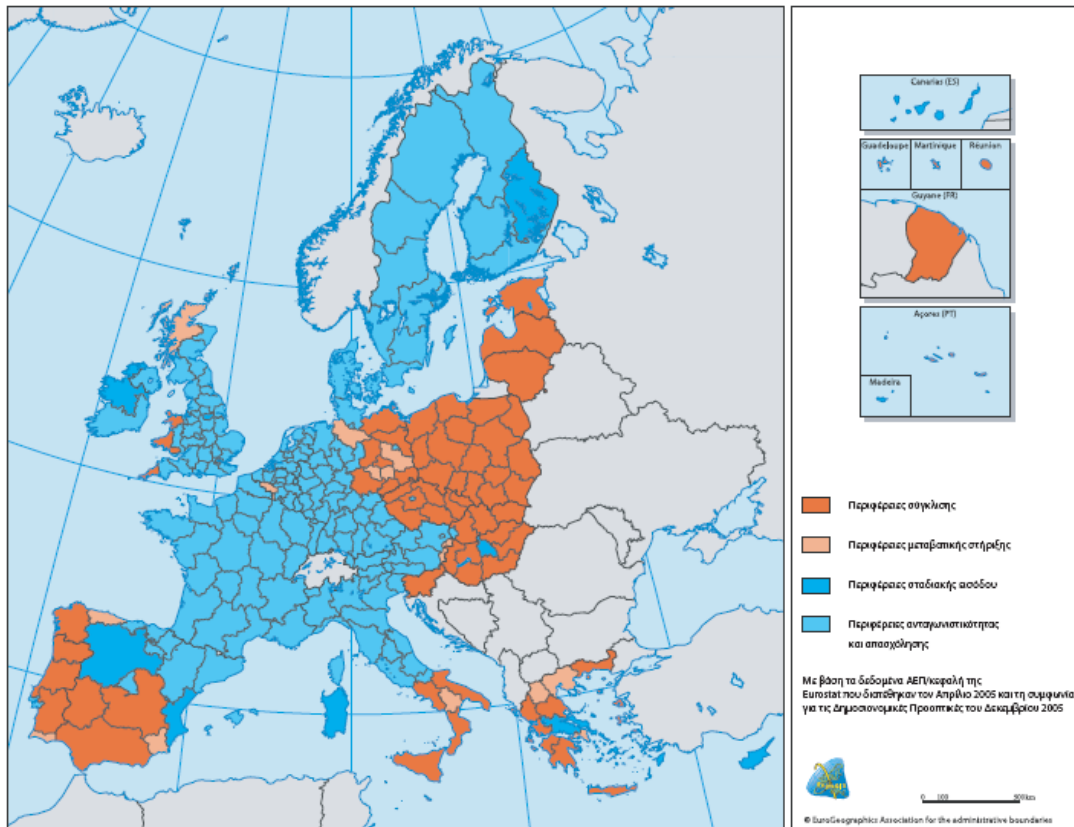 Canarias (ES)
Guadeloupe Martinique Réunion
Guyane (FR)
Açores (PT)
Madeira
Περιφέρειες σύγκλισης
Περιφέρειες μεταβατικής στήριξης
Περιφέρειες σταδιακής εισόδου
Περιφέρειες ανταγωνιστικότητας
και απασχόλησης
Με βάση τα δεδομένα ΑΕΠ/κεφαλή της
Eurostat που διατέθηκαν τον Απρίλιο 2005 και τη συμφωνία
για τις Δημοσιονομικές Προοπτικές του Δεκεμβρίου 2005
0 100 500 km
© EuroGeographics Association for the administrative boundaries